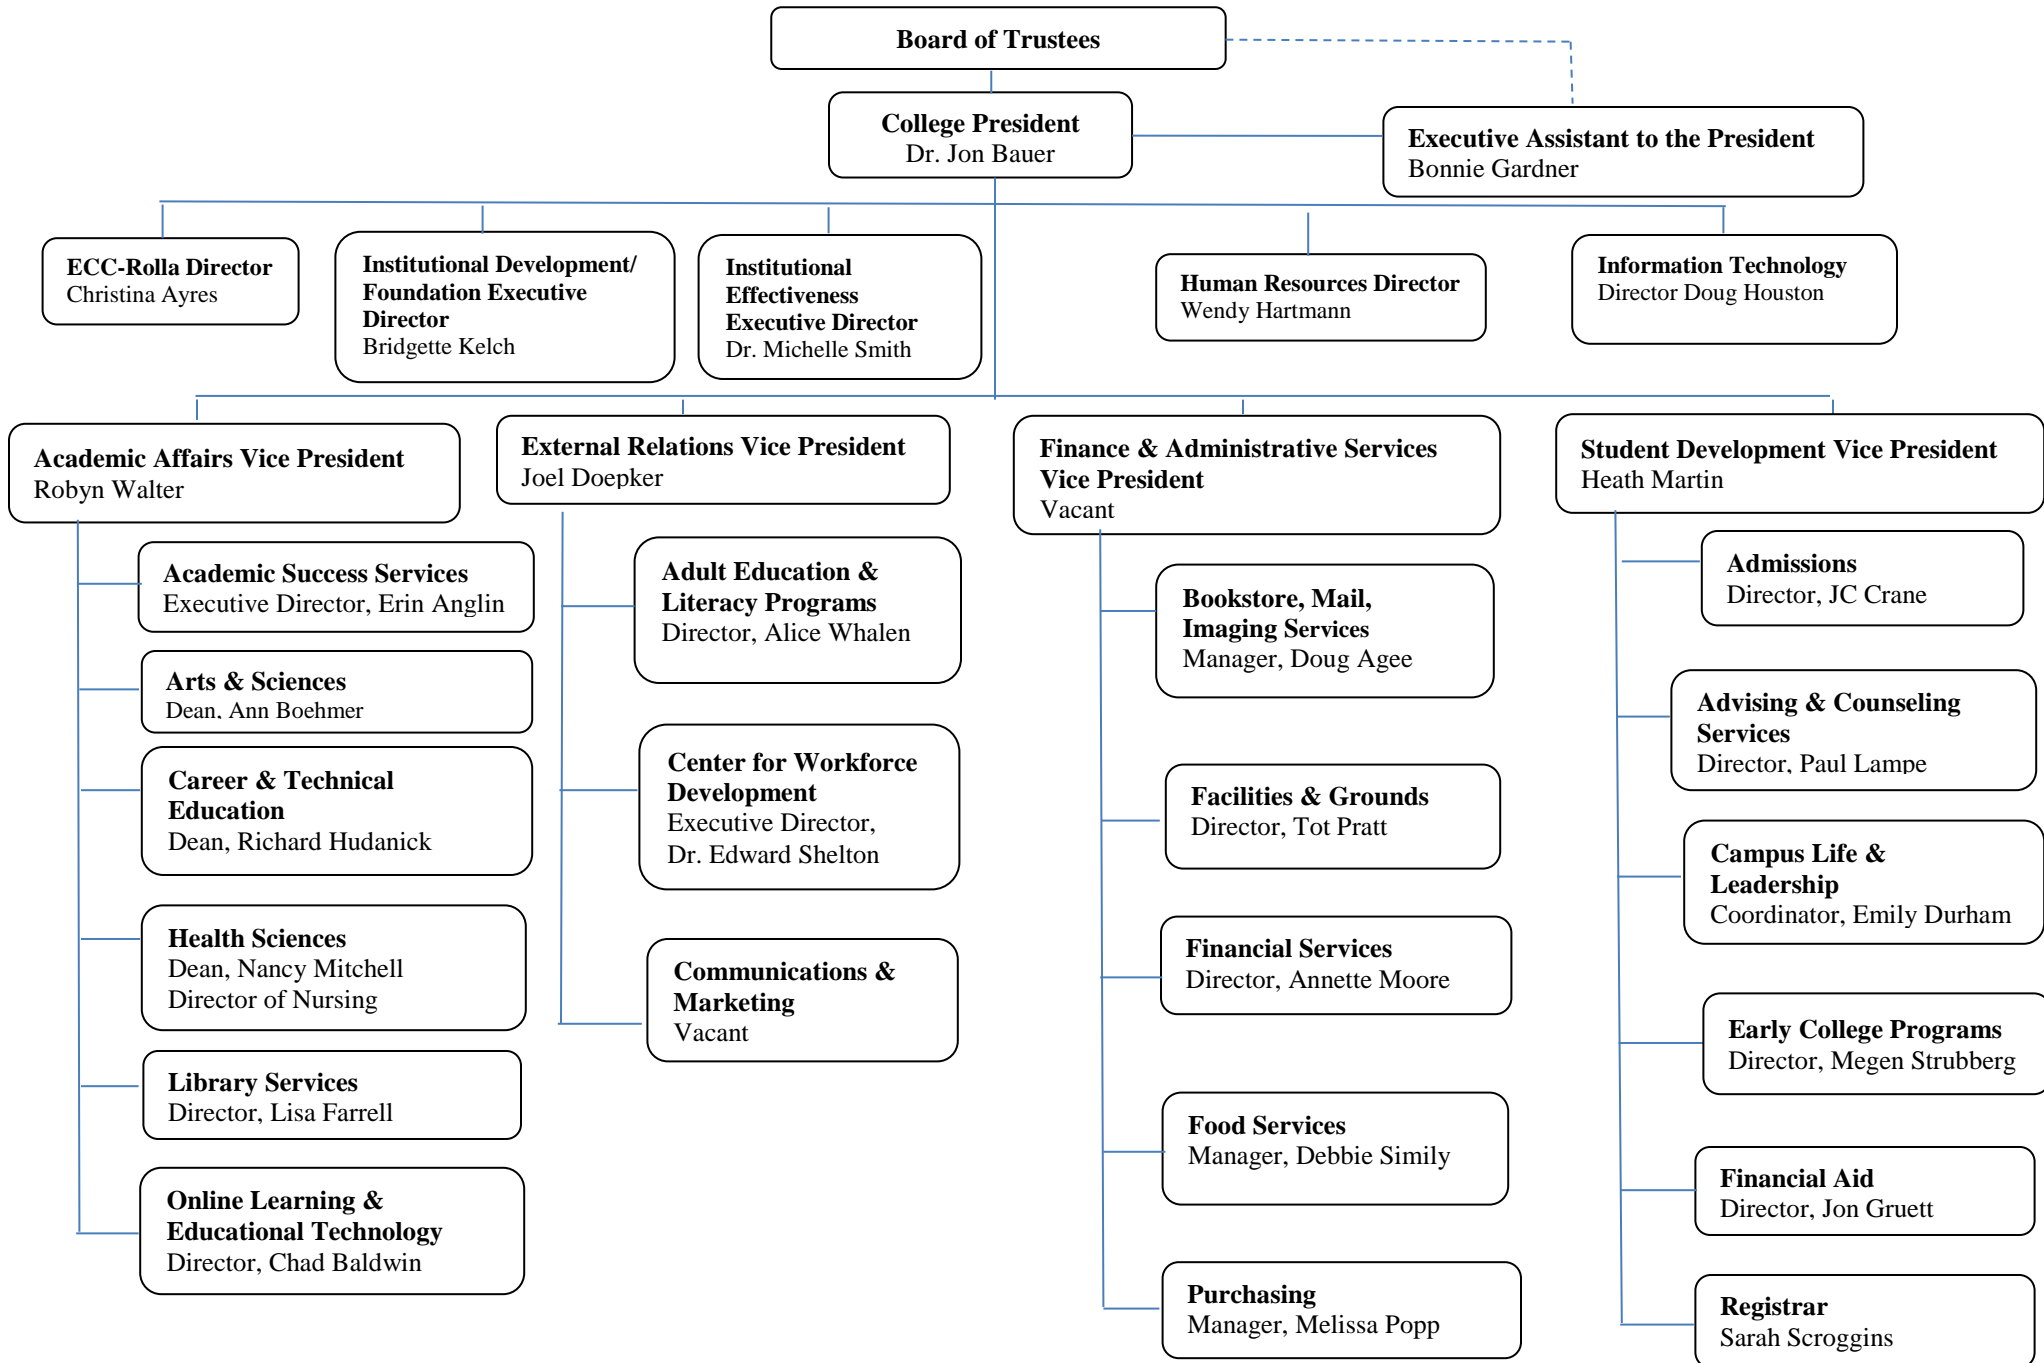 Board of Trustees
College President
Dr. Jon Bauer
Executive Assistant to the President
Bonnie Gardner
ECC-Rolla Director
Christina Ayres
Institutional Development/
Foundation Executive
Director
Bridgette Kelch
Institutional
Effectiveness
Executive Director
Dr. Michelle Smith
Human Resources Director
Wendy Hartmann
Information Technology
Director Doug Houston
Academic Affairs Vice President
Robyn Walter
External Relations Vice President
Joel Doepker
Finance & Administrative Services
Vice President
Vacant
Student Development Vice President
Heath Martin
Academic Success Services
Executive Director, Erin Anglin
Arts & Sciences
Dean, Ann Boehmer
Career & Technical
Education
Dean, Richard Hudanick
Health Sciences
Dean, Nancy Mitchell
Director of Nursing
Library Services
Director, Lisa Farrell
Online Learning &
Educational Technology
Director, Chad Baldwin
Adult Education &
Literacy Programs
Director, Alice Whalen
Center for Workforce
Development
Executive Director,
Dr. Edward Shelton
Communications &
Marketing
Vacant
Bookstore, Mail,
Imaging Services
Manager, Doug Agee
Facilities & Grounds
Director, Tot Pratt
Financial Services
Director, Annette Moore
Food Services
Manager, Debbie Simily
Purchasing
Manager, Melissa Popp
Admissions
Director, JC Crane
Advising & Counseling
Services
Director, Paul Lampe
Campus Life &
Leadership
Coordinator, Emily Durham
Early College Programs
Director, Megen Strubberg
Financial Aid
Director, Jon Gruett
Registrar
Sarah Scroggins